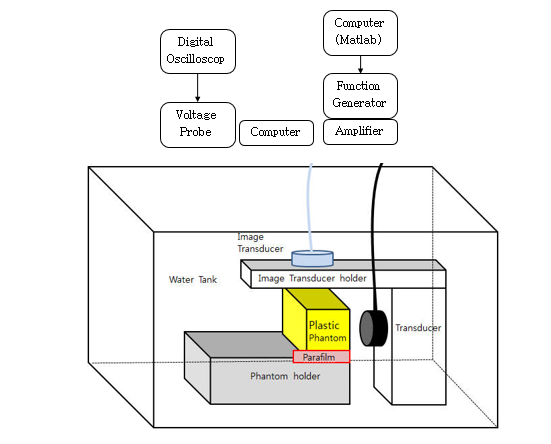 Computer
(Matlab)
Digital
Oscilloscop
Function
Generator
Voltage
Probe
Computer
Amplifier
Image
Transducer
Water Tank
Image Transducer holder
Plastic
Phantom
Transducer
Parafilm
Phantom holder